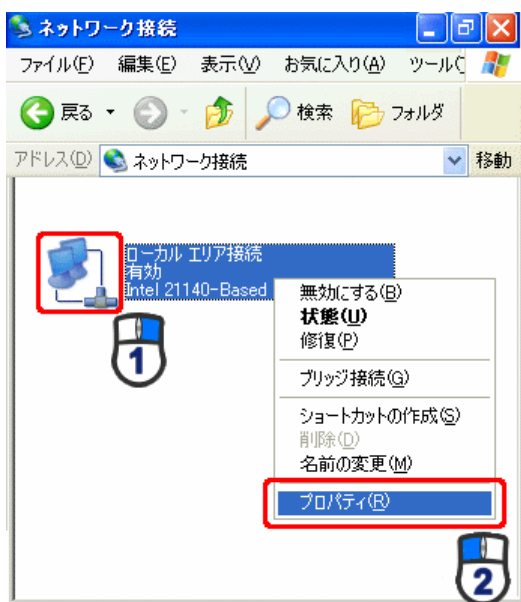 ネットワーク接続
ファイル(F) 編集(E) 表示(V) お気に入り(A) ツール(
戻る 検索 フォルダ
アドレス(D) ネットワーク接続 移動
ローカル エリア接続
有効
Intel 21140-Based
無効にする(B)
状態(U)
修復(P)
ブリッジ接続(G)
ショートカットの作成(S)
削除(D)
名前の変更(M)
プロパティ(R)
1
2